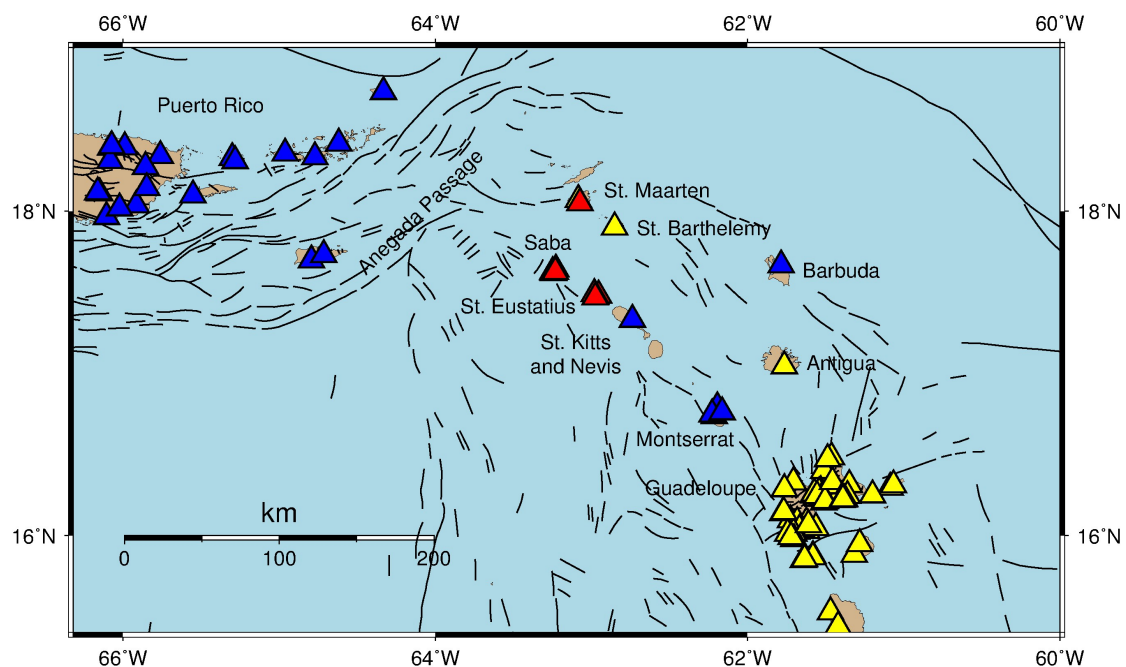 66˚W 64˚W 62˚W 60˚W
Puerto Rico
Anegada Passage
St. Maarten
18˚N 18˚N
St. Barthelemy
Saba
Barbuda
St. Eustatius
St. Kitts
and Nevis
Antigua
Montserrat
Guadeloupe
km
16˚N 16˚N
0 100 200
66˚W 64˚W 62˚W 60˚W